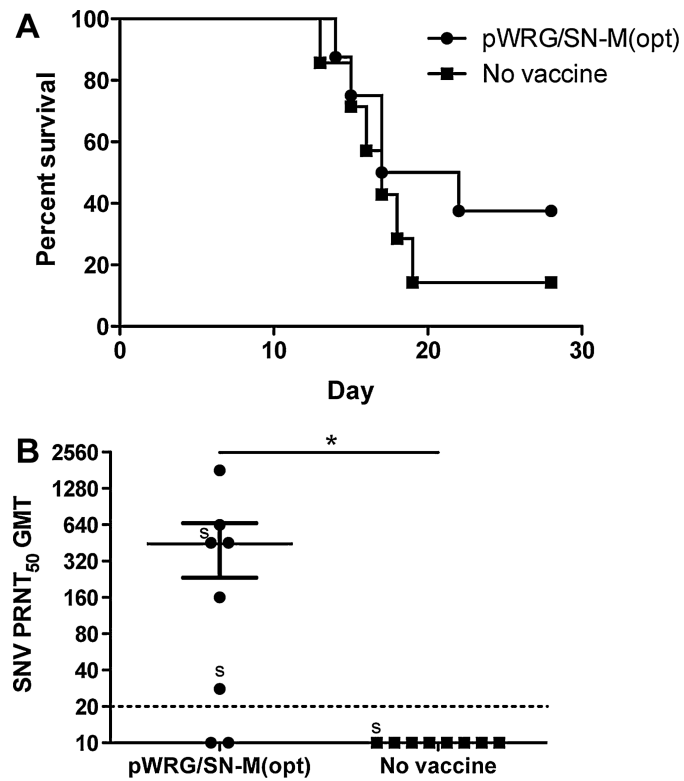 A
100
80
60
40
20
0
Percent survival
pWRG/SN-M(opt)
No vaccine
0 10 20 30
Day
B
*
2560
1280
640
320
160
80
40
20
10
SNV PRNT50 GMT
s
s
s
pWRG/SN-M(opt) No vaccine